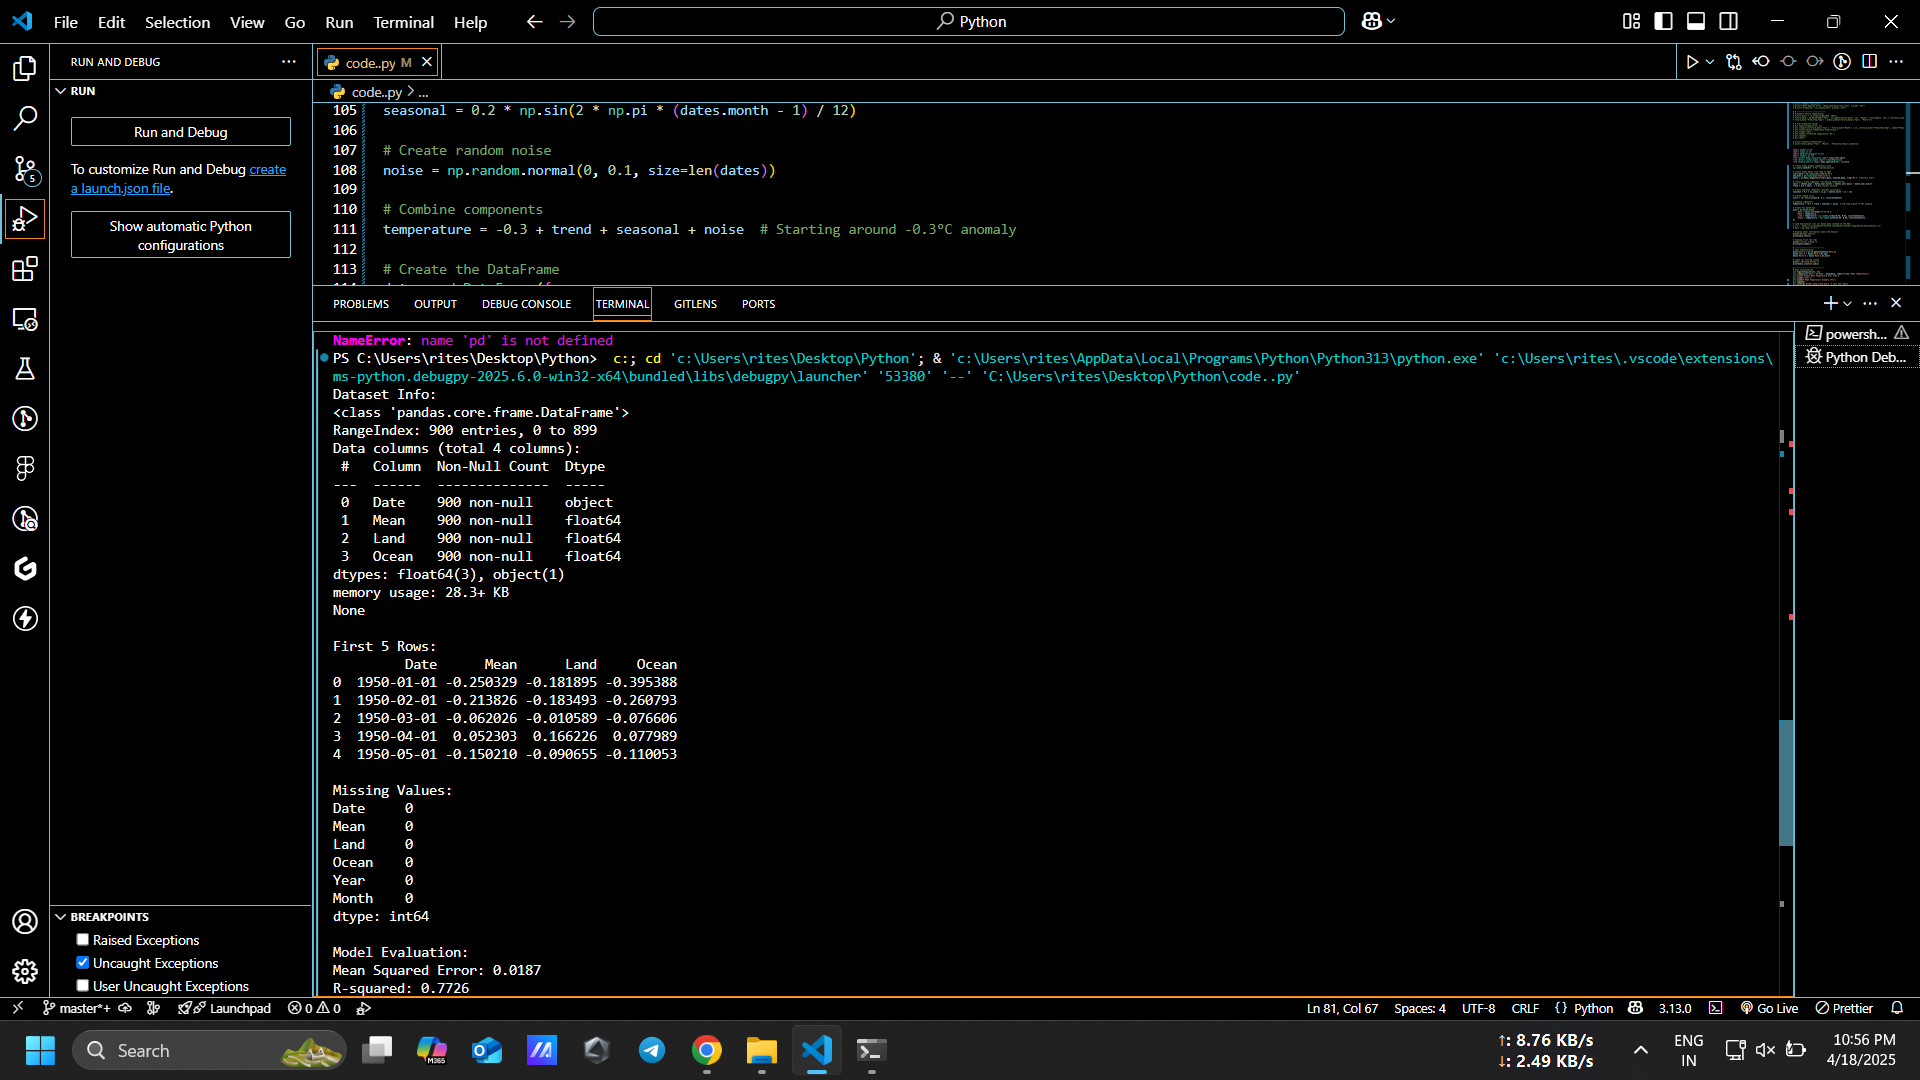 File Edit Selection View Go Run Terminal Help
Python
RUN AND DEBUG
RUN
Run and Debug
To customize Run and Debug create
a launch.json file.
Show automatic Python
configurations
5
BREAKPOINTS
Raised Exceptions
Uncaught Exceptions
User Uncaught Exceptions
code..py M
code..py > ...
105 seasonal = 0.2 * np.sin(2 * np.pi * (dates.month - 1) / 12)
106
107 # Create random noise
108 noise = np.random.normal(0, 0.1, size=len(dates))
109
110 # Combine components
111 temperature = -0.3 + trend + seasonal + noise # Starting around -0.3°C anomaly
112
113 # Create the DataFrame
PROBLEMS OUTPUT DEBUG CONSOLE TERMINAL GITLENS PORTS
powersh...
Python Deb...
NameError: name 'pd' is not defined
PS C:\Users\rites\Desktop\Python> c:; cd 'c:\Users\rites\Desktop\Python'; & 'c:\Users\rites\AppData\Local\Programs\Python\Python313\python.exe' 'c:\Users\rites\.vscode\extensions\
ms-python.debugpy-2025.6.0-win32-x64\bundled\libs\debugpy\launcher' '53380' '--' 'C:\Users\rites\Desktop\Python\code..py'
Dataset Info:
<class 'pandas.core.frame.DataFrame'>
RangeIndex: 900 entries, 0 to 899
Data columns (total 4 columns):
# Column Non-Null Count Dtype
--- ------ -------------- -----
0 Date 900 non-null object
1 Mean 900 non-null float64
2 Land 900 non-null float64
3 Ocean 900 non-null float64
dtypes: float64(3), object(1)
memory usage: 28.3+ KB
None
First 5 Rows:
Date Mean Land Ocean
0 1950-01-01 -0.250329 -0.181895 -0.395388
1 1950-02-01 -0.213826 -0.183493 -0.260793
2 1950-03-01 -0.062026 -0.010589 -0.076606
3 1950-04-01 0.052303 0.166226 0.077989
4 1950-05-01 -0.150210 -0.090655 -0.110053
Missing Values:
Date 0
Mean 0
Land 0
Ocean 0
Year 0
Month 0
dtype: int64
Model Evaluation:
Mean Squared Error: 0.0187
R-squared: 0.7726
master*+ Launchpad 0 0 Ln 81, Col 67 Spaces: 4 UTF-8 CRLF {} Python 3.13.0 Go Live Prettier
Search
M365
↑: 8.76 KB/s
↓: 2.49 KB/s
ENG
IN
10:56 PM
4/18/2025